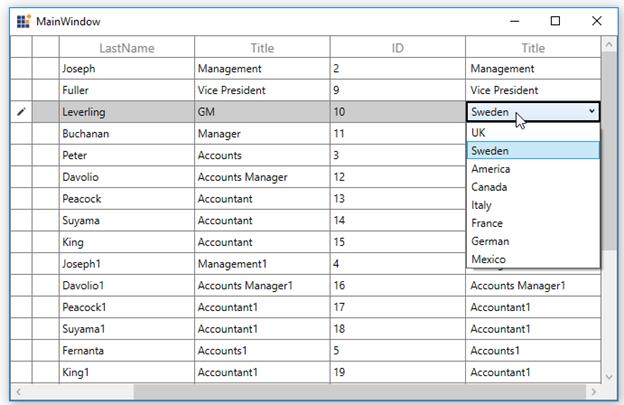 MainWindow
LastName Title ID Title
Joseph Management 2 Management
Fuller Vice President 9 Vice President
Leverling GM 10 Sweden
Buchanan Manager 11 UK
Peter Accounts 3 Sweden
Davolio Accounts Manager 12 America
Peacock Accountant 13 Canada
Suyama Accountant 14 Italy
King Accountant 15 France
German
Joseph1 Management1 4 Mexico
Davolio1 Accounts Manager1 16 Accounts Manager1
Peacock1 Accountant1 17 Accountant1
Suyama1 Accountant1 18 Accountant1
Fernanta Accounts1 5 Accounts1
King1 Accountant1 19 Accountant1